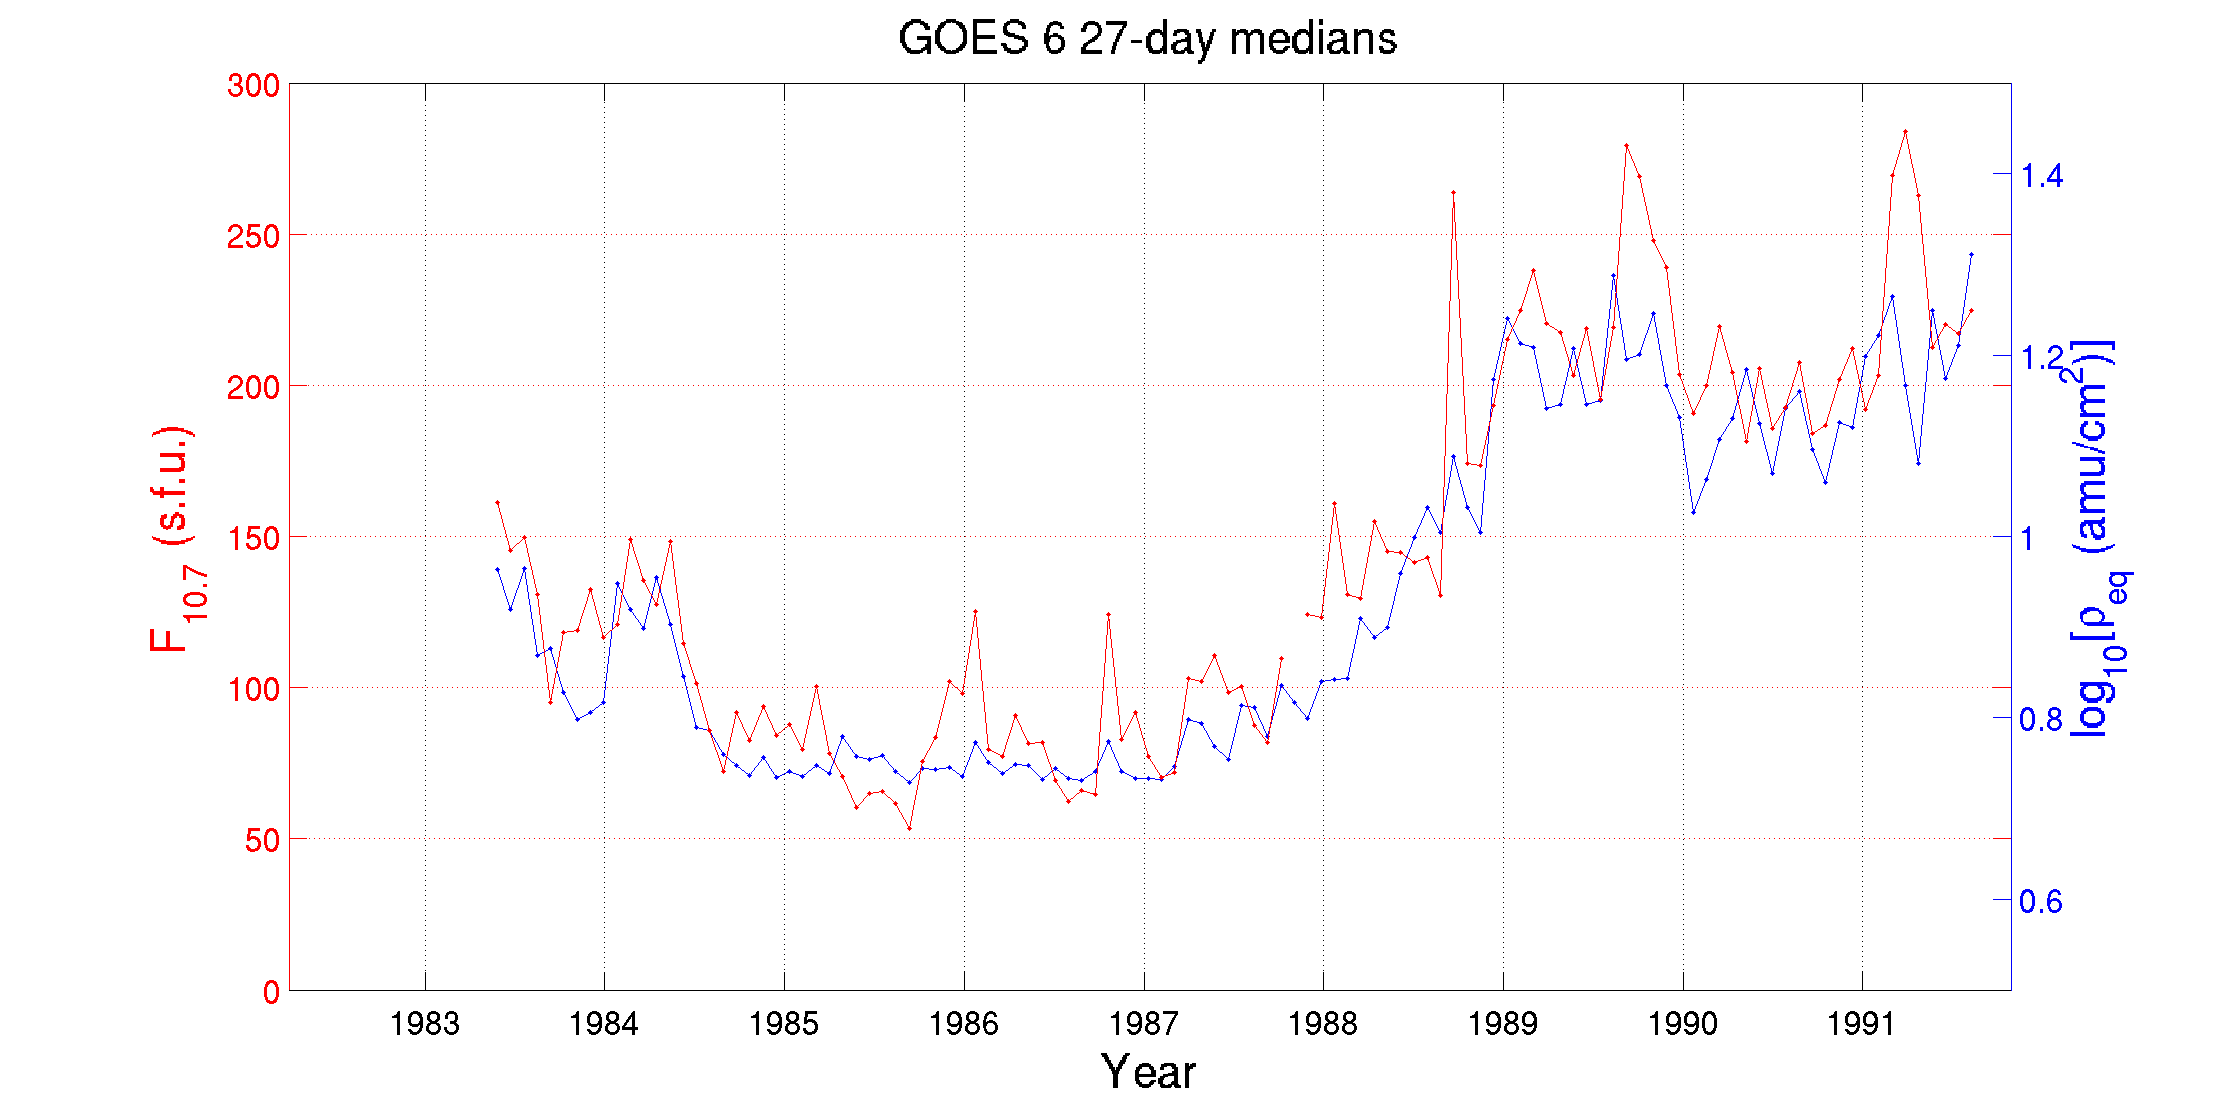 GOES 6 27-day medians
300
250
200
150
100
50
0
F10.7 (s.f.u.)
1.4
1.2
1
0.8
0.6
log10[ρeq (amu/cm2)]
1983 1984 1985 1986 1987 1988 1989 1990 1991
Year